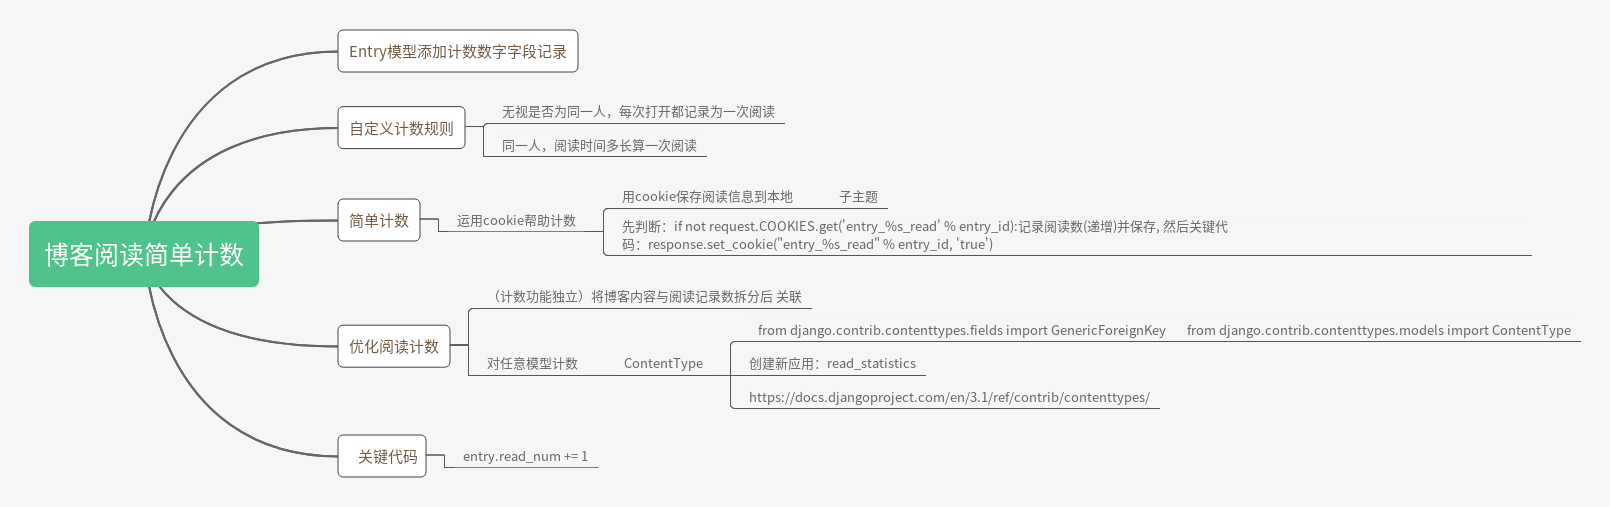 博客阅读简单计数
Entry模型添加计数数字字段记录
自定义计数规则
无视是否为同一人，每次打开都记录为一次阅读
同一人，阅读时间多长算一次阅读
简单计数
运用cookie帮助计数
用cookie保存阅读信息到本地
子主题
先判断：if not request.COOKIES.get('entry_%s_read' % entry_id):记录阅读数(递增)并保存, 然后关键代
码：response.set_cookie("entry_%s_read" % entry_id, 'true')
优化阅读计数
（计数功能独立）将博客内容与阅读记录数拆分后 关联
对任意模型计数
ContentType
from django.contrib.contenttypes.fields import GenericForeignKey
from django.contrib.contenttypes.models import ContentType
创建新应用：read_statistics
https://docs.djangoproject.com/en/3.1/ref/contrib/contenttypes/
关键代码
entry.read_num += 1